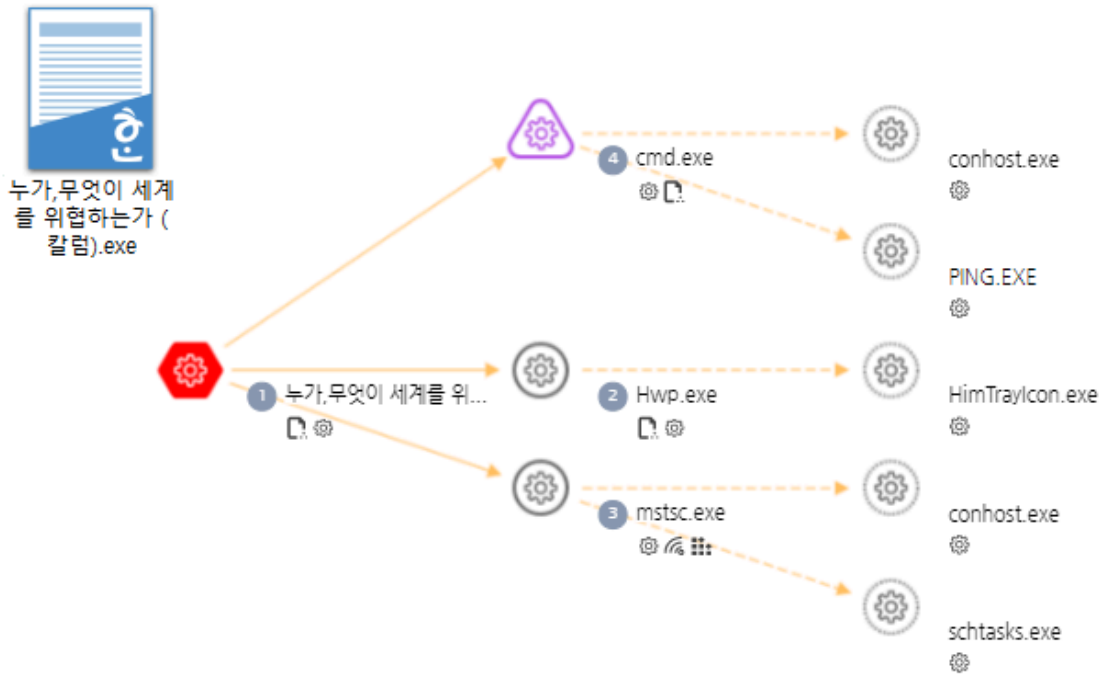 한
누가,무엇이 세계
를 위협하는가 (
칼럼).exe
4 cmd.exe
conhost.exe
PING.EXE
1 누가,무엇이 세계를 위...
2 Hwp.exe
HimTrayIcon.exe
3 mstsc.exe
conhost.exe
schtasks.exe